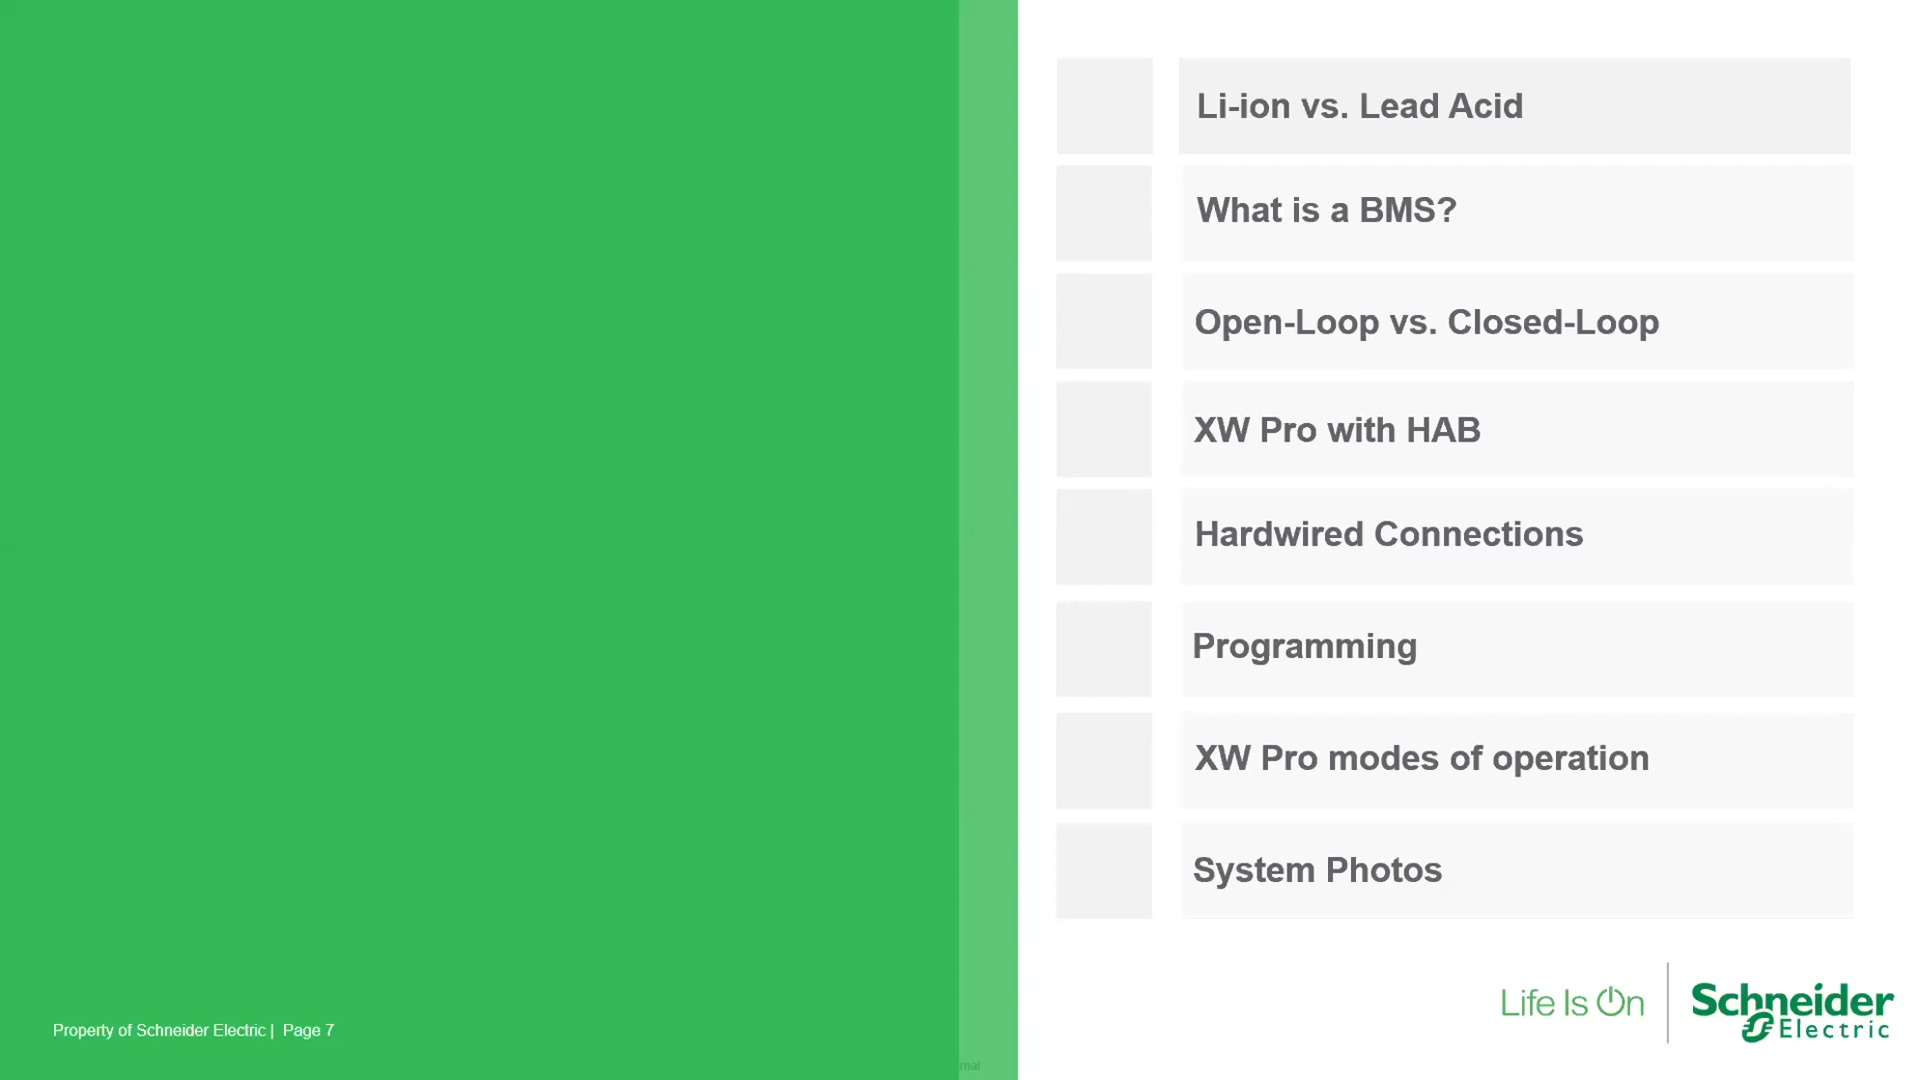 Li-ion vs. Lead Acid
What is a BMS?
Open-Loop vs. Closed-Loop
XW Pro with HAB
Hardwired Connections
Programming
XW Pro modes of operation
System Photos
Life Is On
Schneider
Electric
Property of Schneider Electric | Page 7